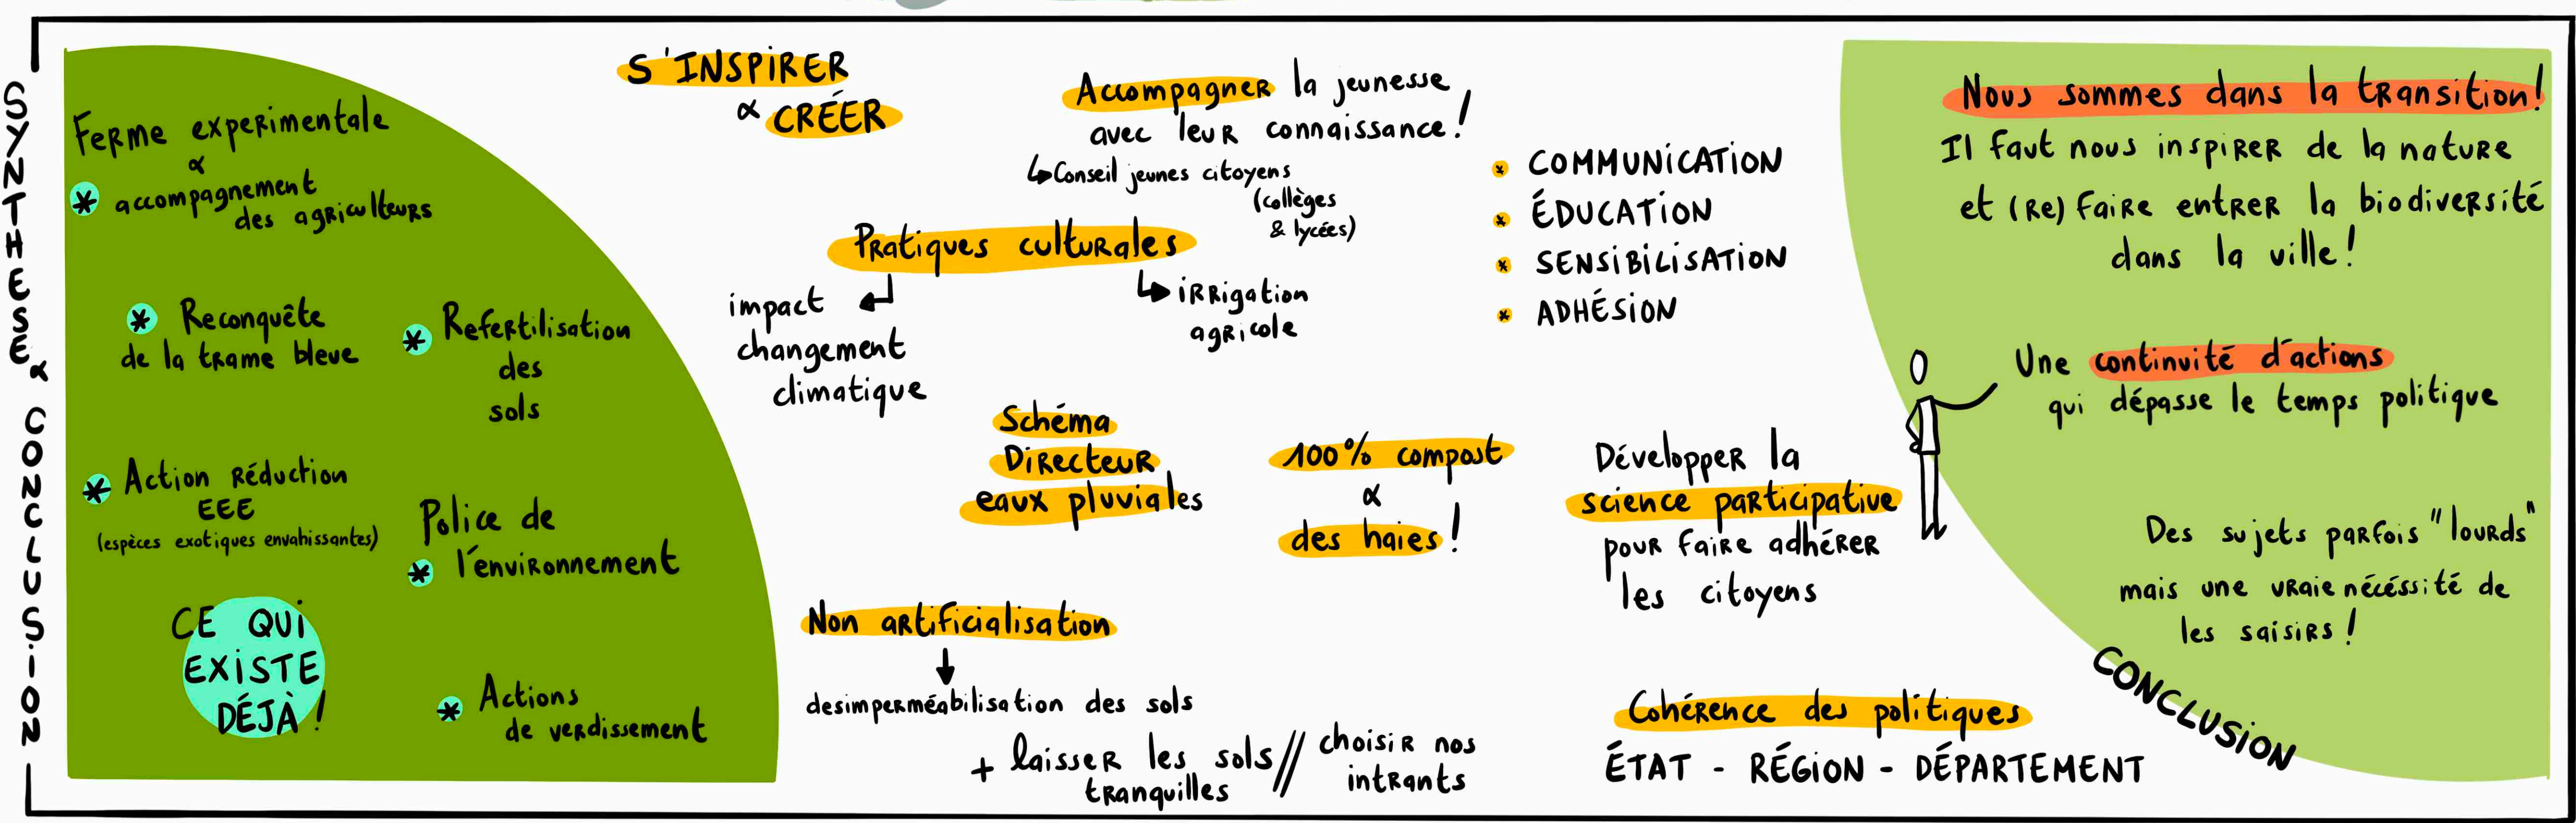 SYNTHESE & CONCLUSION
Ferme experimentale
&
accompagnement
des agriculteurs
Reconquête
de la trame bleue
Refertilisation
des
sols
Action Réduction
EEE
(espèces exotiques envahissantes)
Police de
l'environnement
CE QUI
EXISTE
DÉJÀ !
Actions
de verdissement
S'INSPIRER
& CRÉER
Accompagner la jeunesse
avec leur connaissance !
Conseil jeunes citoyens
(collèges
& lycées)
Pratiques culturales
impact
changement
climatique
irrigation
agricole
COMMUNICATION
ÉDUCATION
SENSIBILISATION
ADHÉSION
Schéma
Directeur
eaux pluviales
100% compost
&
des haies !
Développer la
science participative
pour faire adhérer
les citoyens
Non artificialisation
desimperméabilisation des sols
+ laisser les sols // choisir nos
tranquilles intrants
Cohérence des politiques
ÉTAT - RÉGION - DÉPARTEMENT
Nous sommes dans la transition !
Il faut nous inspirer de la nature
et (re) faire entrer la biodiversité
dans la ville !
Une continuité d'actions
qui dépasse le temps politique
Des sujets parfois "lourds"
mais une vraie nécéssité de
les saisirs !
CONCLUSION